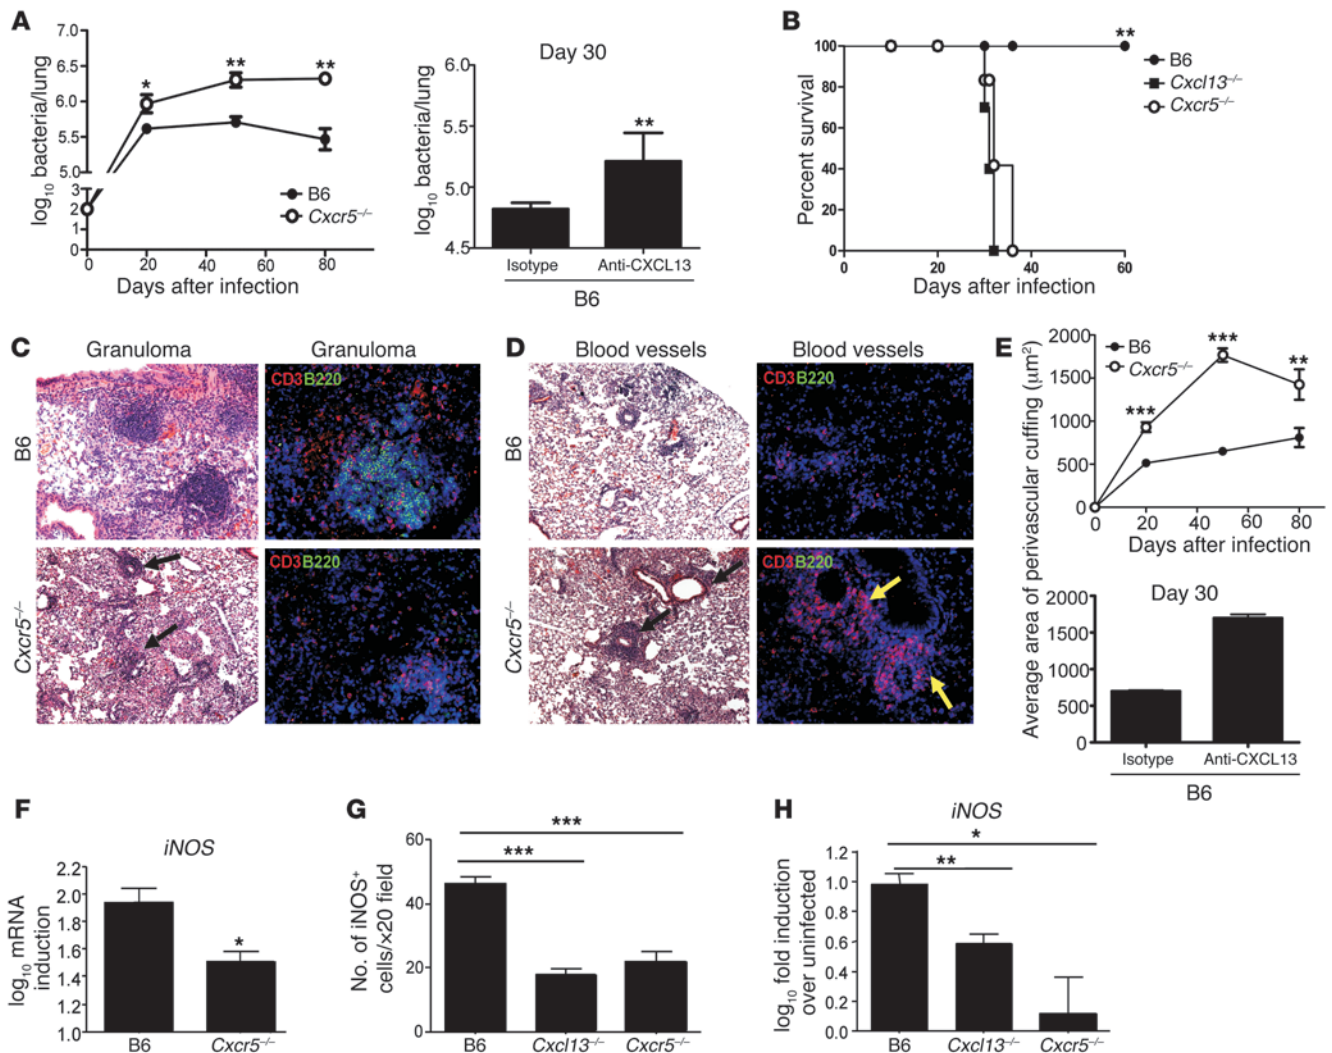 A
7.0
6.5
6.0
5.5
5.0
3
2
1
0
log10 bacteria/lung
*
**
**
B6
Cxcr5–/–
0
20
40
60
80
Days after infection
Day 30
6.0
5.5
5.0
4.5
log10 bacteria/lung
**
Isotype
Anti-CXCL13
B6
B
100
80
60
40
20
0
Percent survival
**
B6
Cxcl13–/–
Cxcr5–/–
0
20
40
60
Days after infection
C
Granuloma
Granuloma
B6
CD3B220
Cxcr5–/–
CD3B220
D
Blood vessels
Blood vessels
B6
CD3B220
Cxcr5–/–
CD3B220
E
Average area of perivascular cuffing (μm2)
2000
1500
1000
500
0
B6
Cxcr5–/–
***
***
**
0
20
40
60
80
Days after infection
Day 30
2000
1500
1000
500
0
Isotype
Anti-CXCL13
B6
F
iNOS
log10 mRNA
induction
2.2
2.0
1.8
1.6
1.4
1.2
1.0
*
B6
Cxcr5–/–
G
No. of iNOS+
cells/×20 field
60
40
20
0
***
***
B6
Cxcl13–/–
Cxcr5–/–
H
iNOS
log10 fold induction
over uninfected
1.2
1.0
0.8
0.6
0.4
0.2
0.0
*
**
B6
Cxcl13–/–
Cxcr5–/–